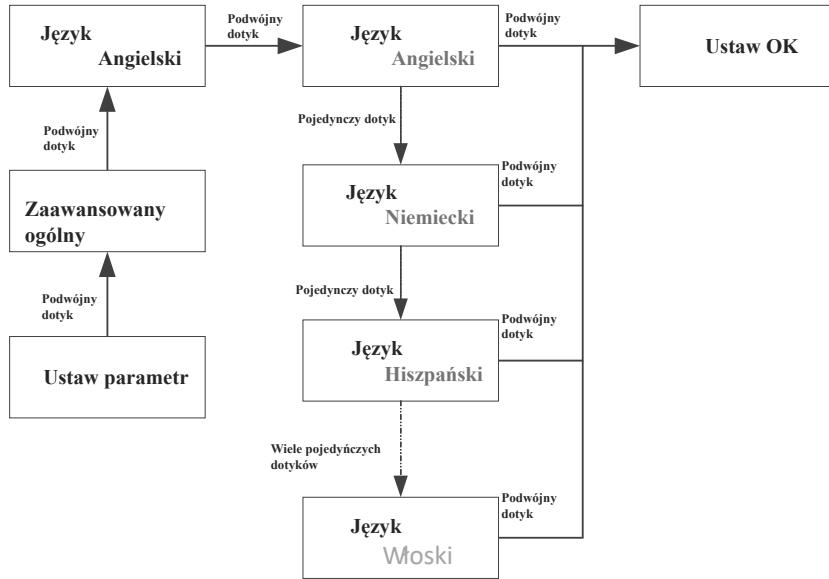 Podwójny
dotyk
Język
Angielski
Podwójny
dotyk
Język
Angielski
Ustaw OK
Pojedynczy dotyk
Podwójny
dotyk
Zaawansowany
ogólny
Język
Niemiecki
Podwójny
dotyk
Pojedynczy dotyk
Podwójny
dotyk
Ustaw parametr
Język
Hiszpański
Podwójny
dotyk
Wiele pojedyńczych
dotyków
Język
Włoski
Podwójny
dotyk